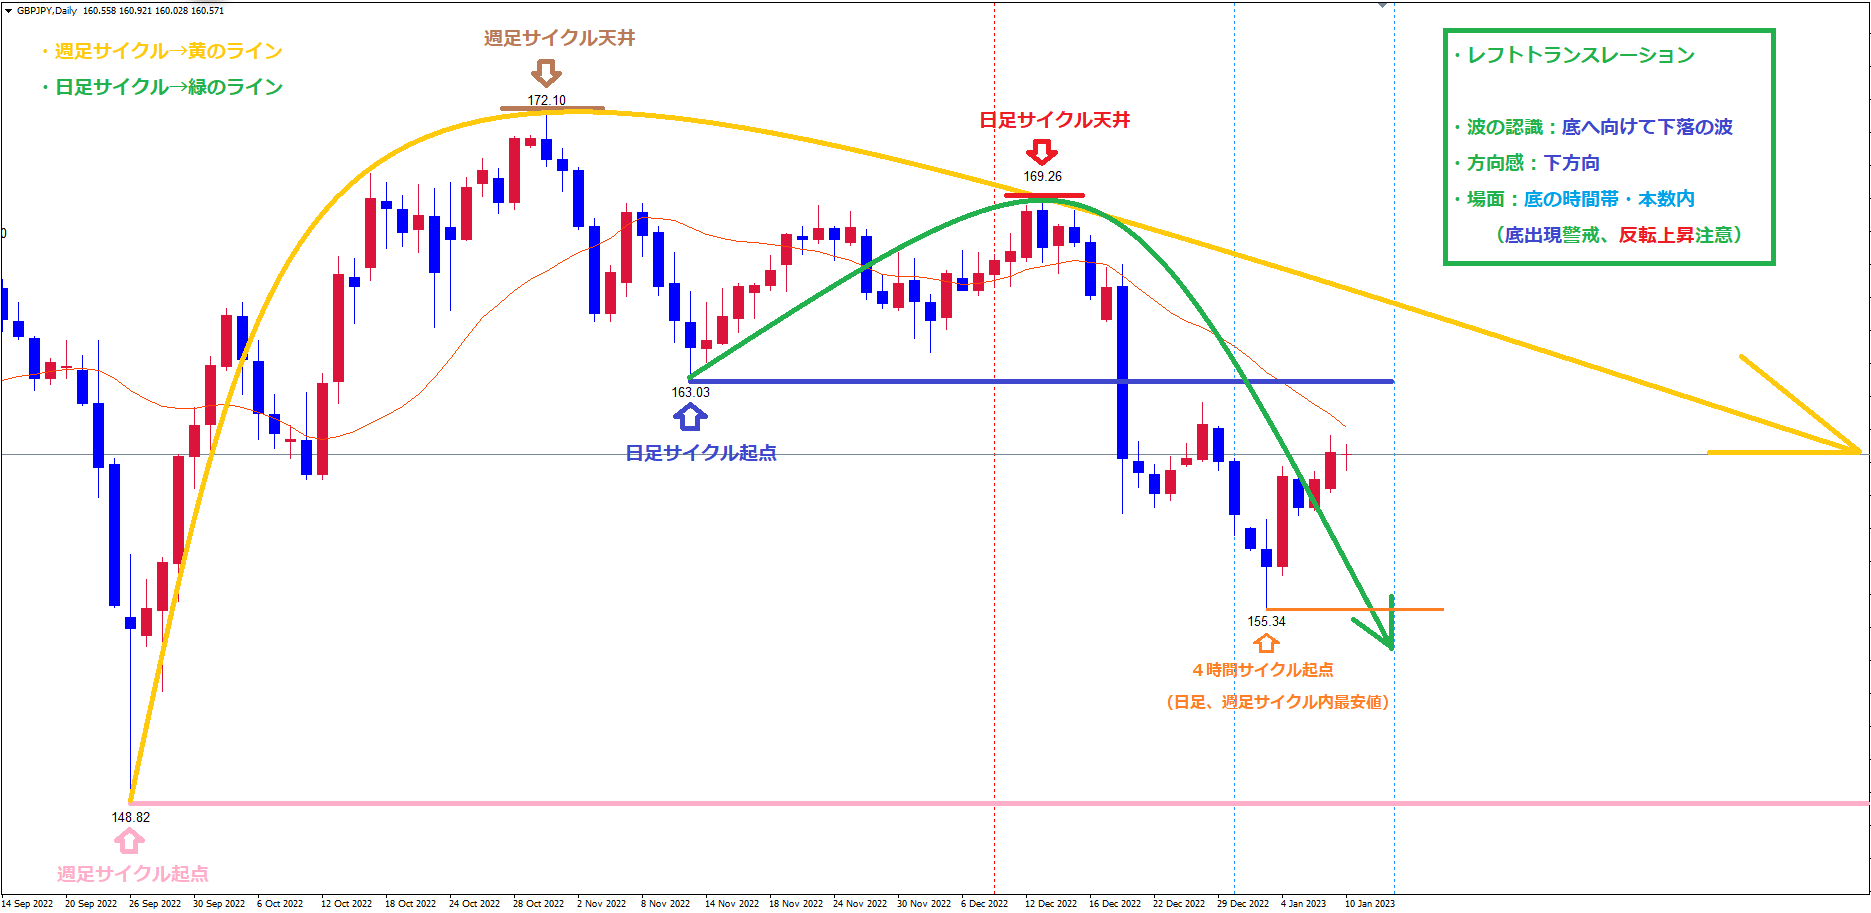 GBPJPY,Daily 160.558 160.921 160.028 160.571
・週足サイクル→黄のライン
・日足サイクル→緑のライン
週足サイクル天井
172.10
日足サイクル天井
169.26
・レフトトランスレーション
・波の認識：底へ向けて下落の波
・方向感：下方向
・場面：底の時間帯・本数内
（底出現警戒、反転上昇注意）
0
163.03
日足サイクル起点
155.34
４時間サイクル起点
（日足、週足サイクル内最安値）
148.82
週足サイクル起点
14 Sep 2022 20 Sep 2022 26 Sep 2022 30 Sep 2022 6 Oct 2022 12 Oct 2022 18 Oct 2022 24 Oct 2022 28 Oct 2022 2 Nov 2022 8 Nov 2022 14 Nov 2022 18 Nov 2022 24 Nov 2022 30 Nov 2022 6 Dec 2022 12 Dec 2022 16 Dec 2022 22 Dec 2022 29 Dec 2022 4 Jan 2023 10 Jan 2023